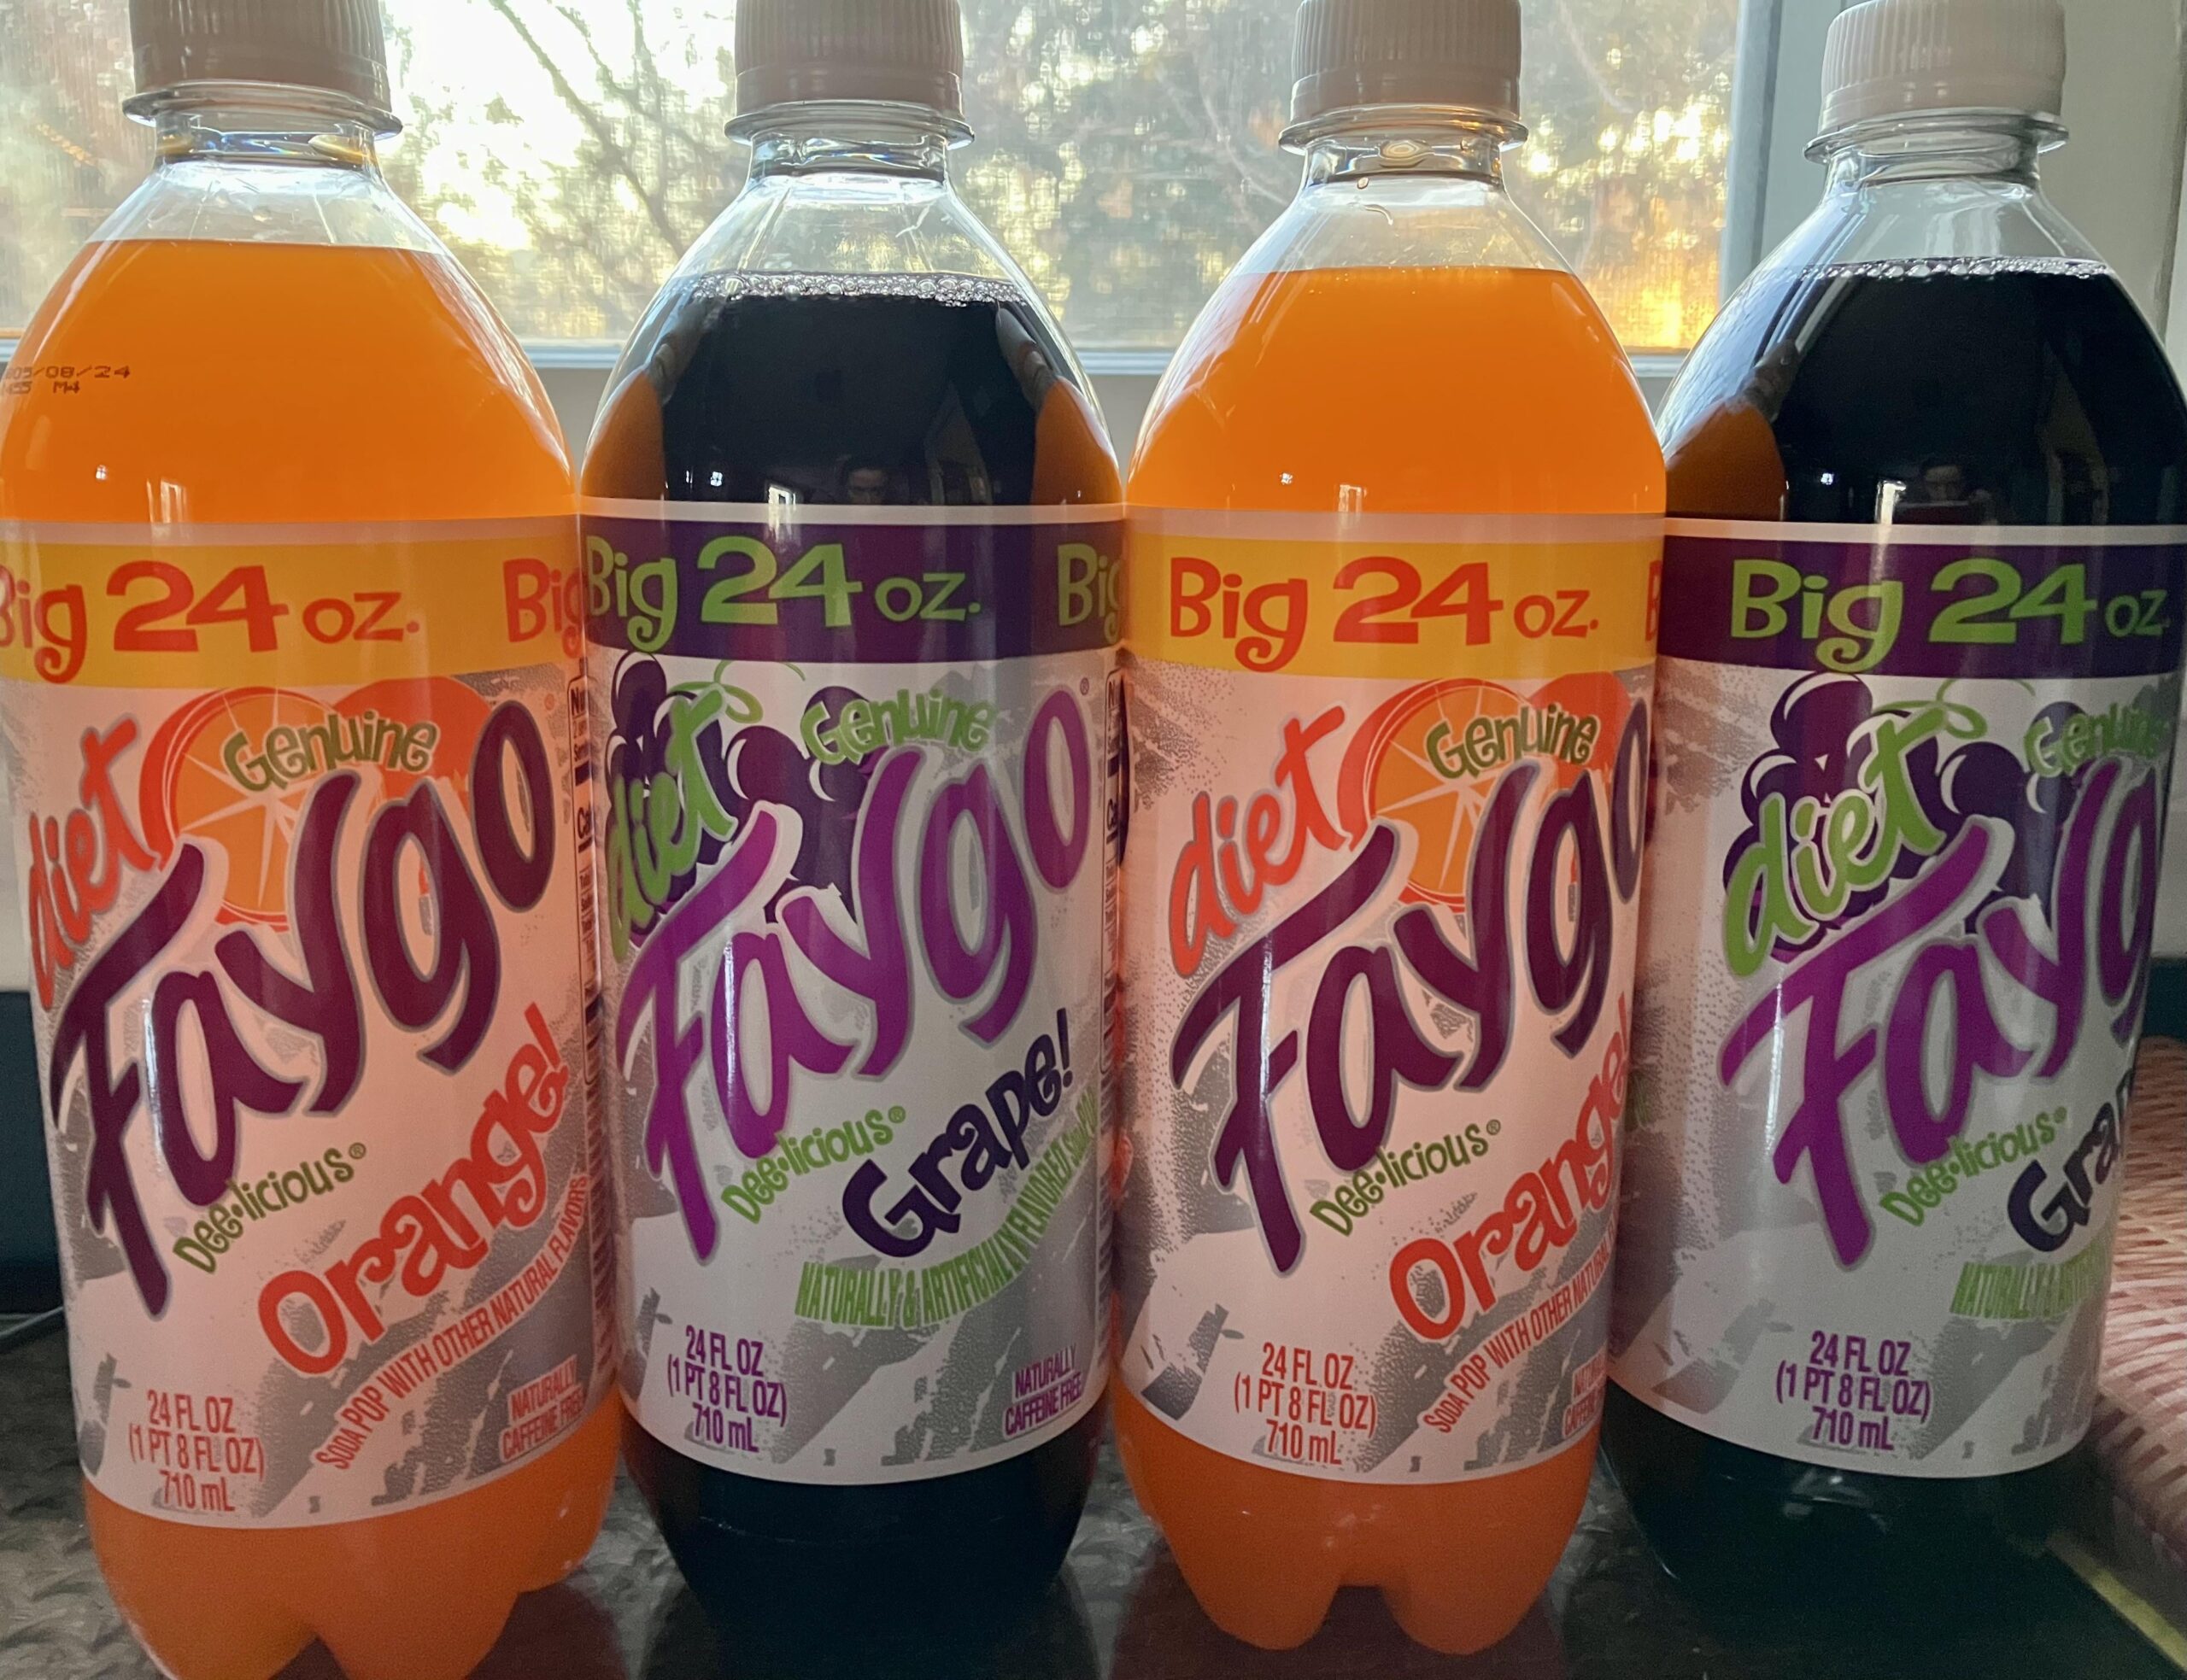 05/08/24
M4
Big 24 oz. Big
diet
Genuine
Faygo
Dee•licious®
Orange!
SODA POP WITH OTHER NATURAL FLAVORS
24 FL OZ
(1 PT 8 FL OZ)
710 mL
NATURALLY
CAFFEINE FREE
Big 24 oz. Big
diet
Genuine
Faygo®
Dee•licious®
Grape!
NATURALLY & ARTIFICIALLY FLAVORED
24 FL OZ
(1 PT 8 FL OZ)
710 mL
NATURALLY
CAFFEINE FREE
Big 24 oz.
diet
Genuine
Faygo
Dee•licious®
Orange!
SODA POP WITH OTHER
24 FL OZ
(1 PT 8 FL OZ)
710 mL
Big 24 oz.
diet
Genuine
Fayg
Dee•licious®
Grap
NATURALLY &
24 FL OZ
(1 PT 8 FL OZ)
710 mL